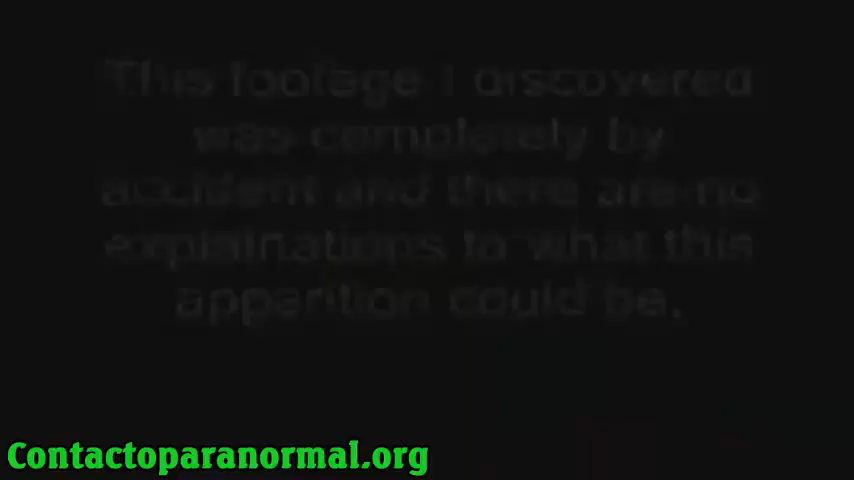 This footage I discovered
was completely by
accident and there are no
explainations to what this
apparition could be.
Contactoparanormal.org